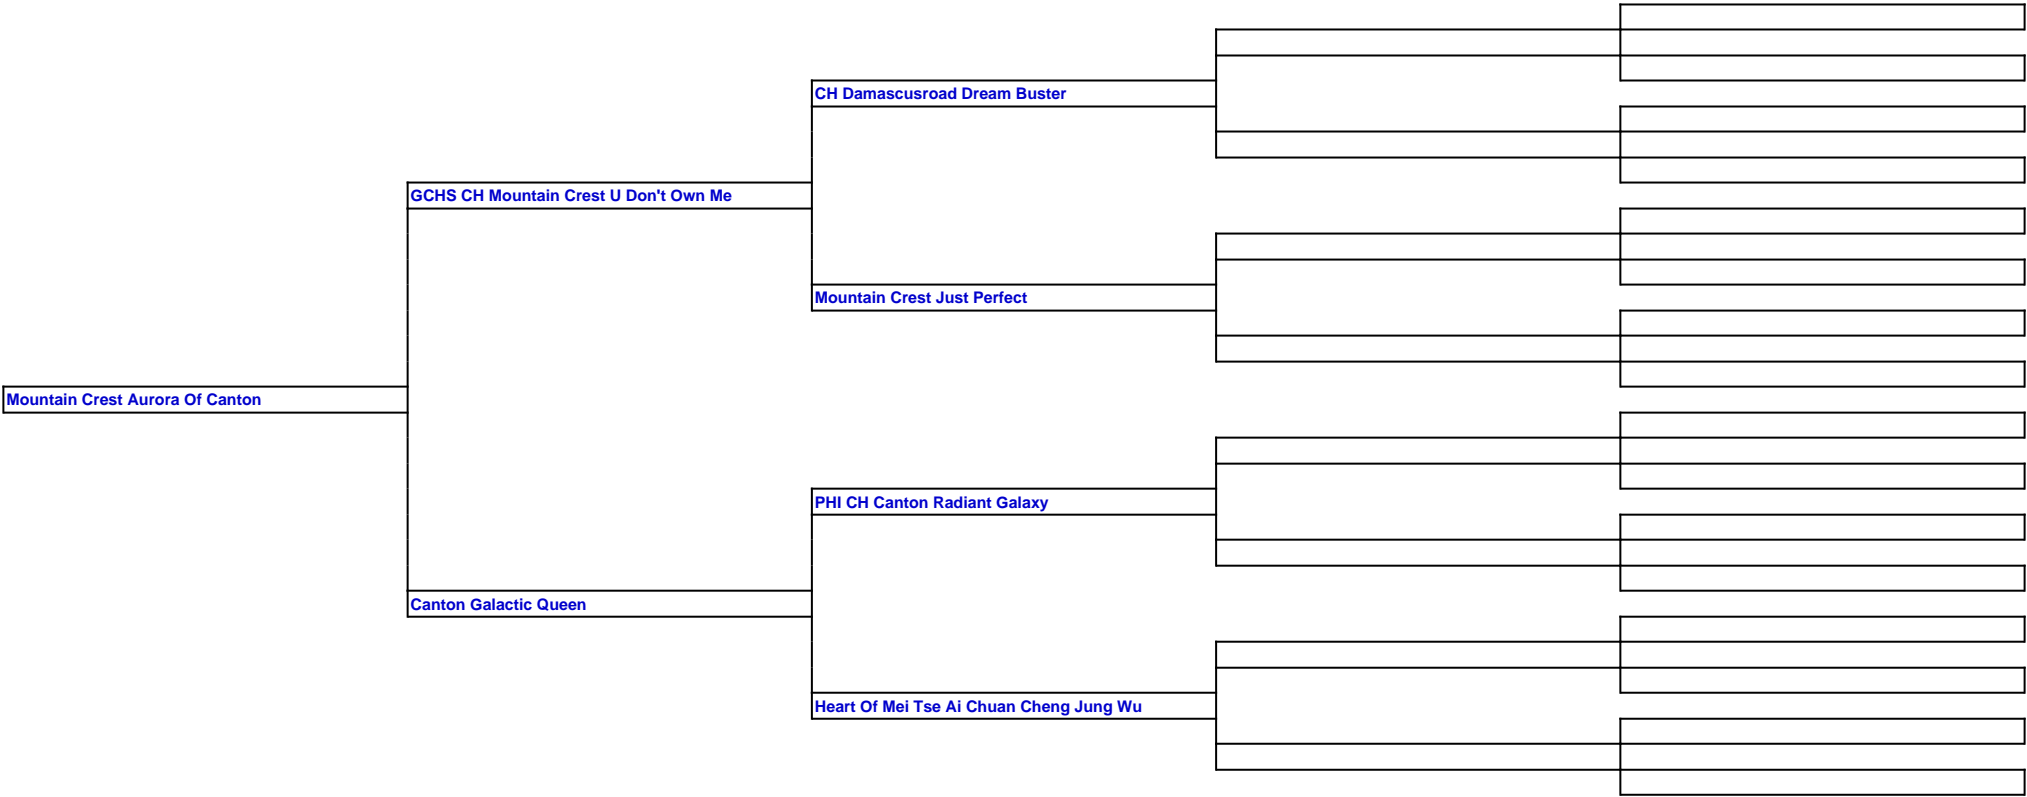 CH Damascusroad Dream Buster
GCHS CH Mountain Crest U Don't Own Me
Mountain Crest Just Perfect
Mountain Crest Aurora Of Canton
PHI CH Canton Radiant Galaxy
Canton Galactic Queen
Heart Of Mei Tse Ai Chuan Cheng Jung Wu